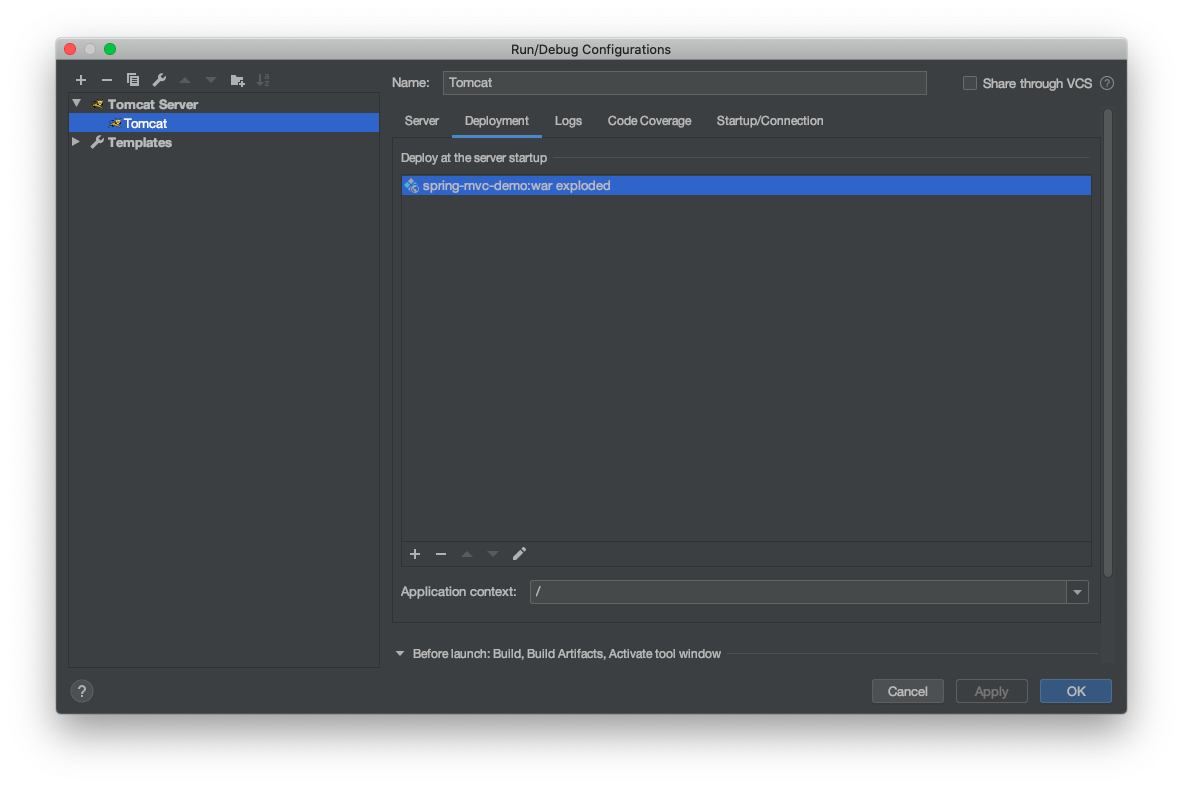 Run/Debug Configurations
Tomcat Server
Tomcat
Templates
Name: Tomcat
Share through VCS ?
Server Deployment Logs Code Coverage Startup/Connection
Deploy at the server startup
spring-mvc-demo:war exploded
Application context: /
Before launch: Build, Build Artifacts, Activate tool window
? Cancel Apply OK